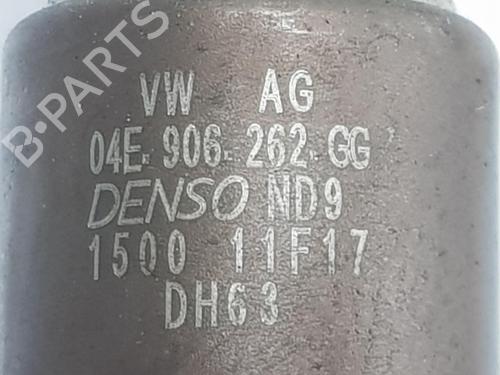 B-PARTS
VW AG
04E-906-262-GG
DENSO ND9
1500 11F17
DH63